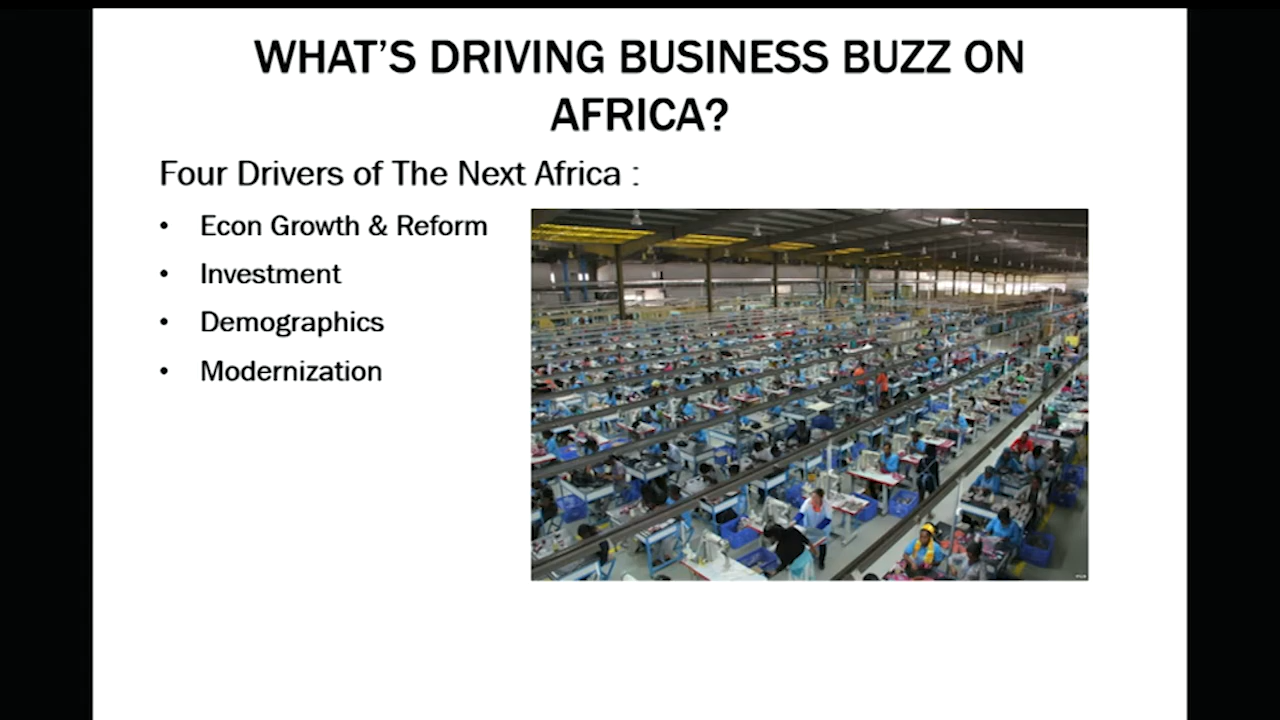 WHAT'S DRIVING BUSINESS BUZZ ON
AFRICA?
Four Drivers of The Next Africa :
• Econ Growth & Reform
• Investment
• Demographics
• Modernization